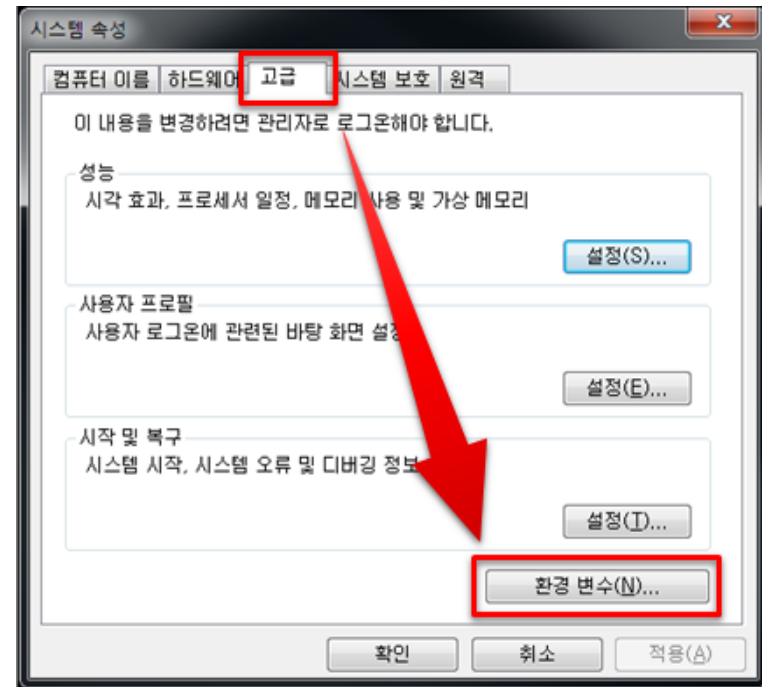 시스템 속성
컴퓨터 이름 하드웨어 고급 시스템 보호 원격
이 내용을 변경하려면 관리자로 로그온해야 합니다.
성능
시각 효과, 프로세서 일정, 메모리 사용 및 가상 메모리
설정(S)...
사용자 프로필
사용자 로그온에 관련된 바탕 화면 설정
설정(E)...
시작 및 복구
시스템 시작, 시스템 오류 및 디버깅 정보
설정(T)...
환경 변수(N)...
확인 취소 적용(A)